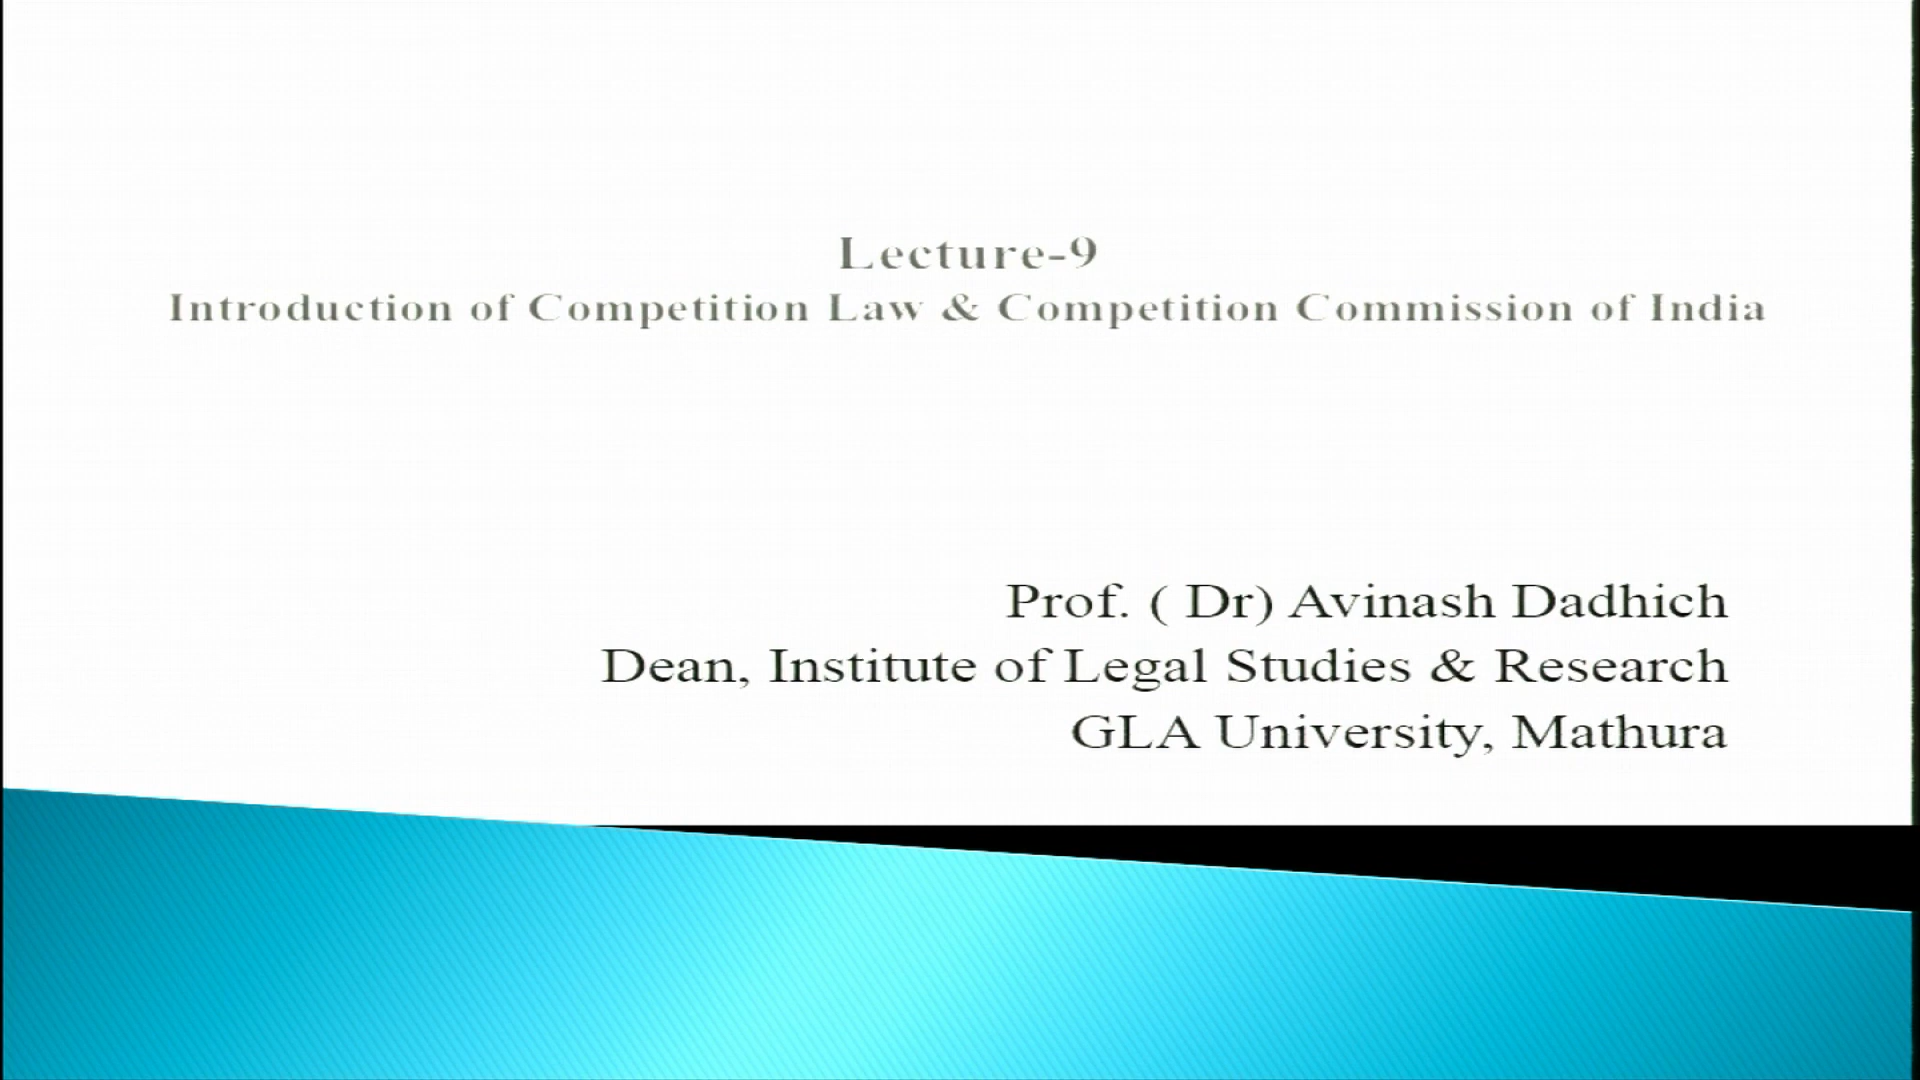 Lecture-9
Introduction of Competition Law & Competition Commission of India
Prof. ( Dr) Avinash Dadhich
Dean, Institute of Legal Studies & Research
GLA University, Mathura